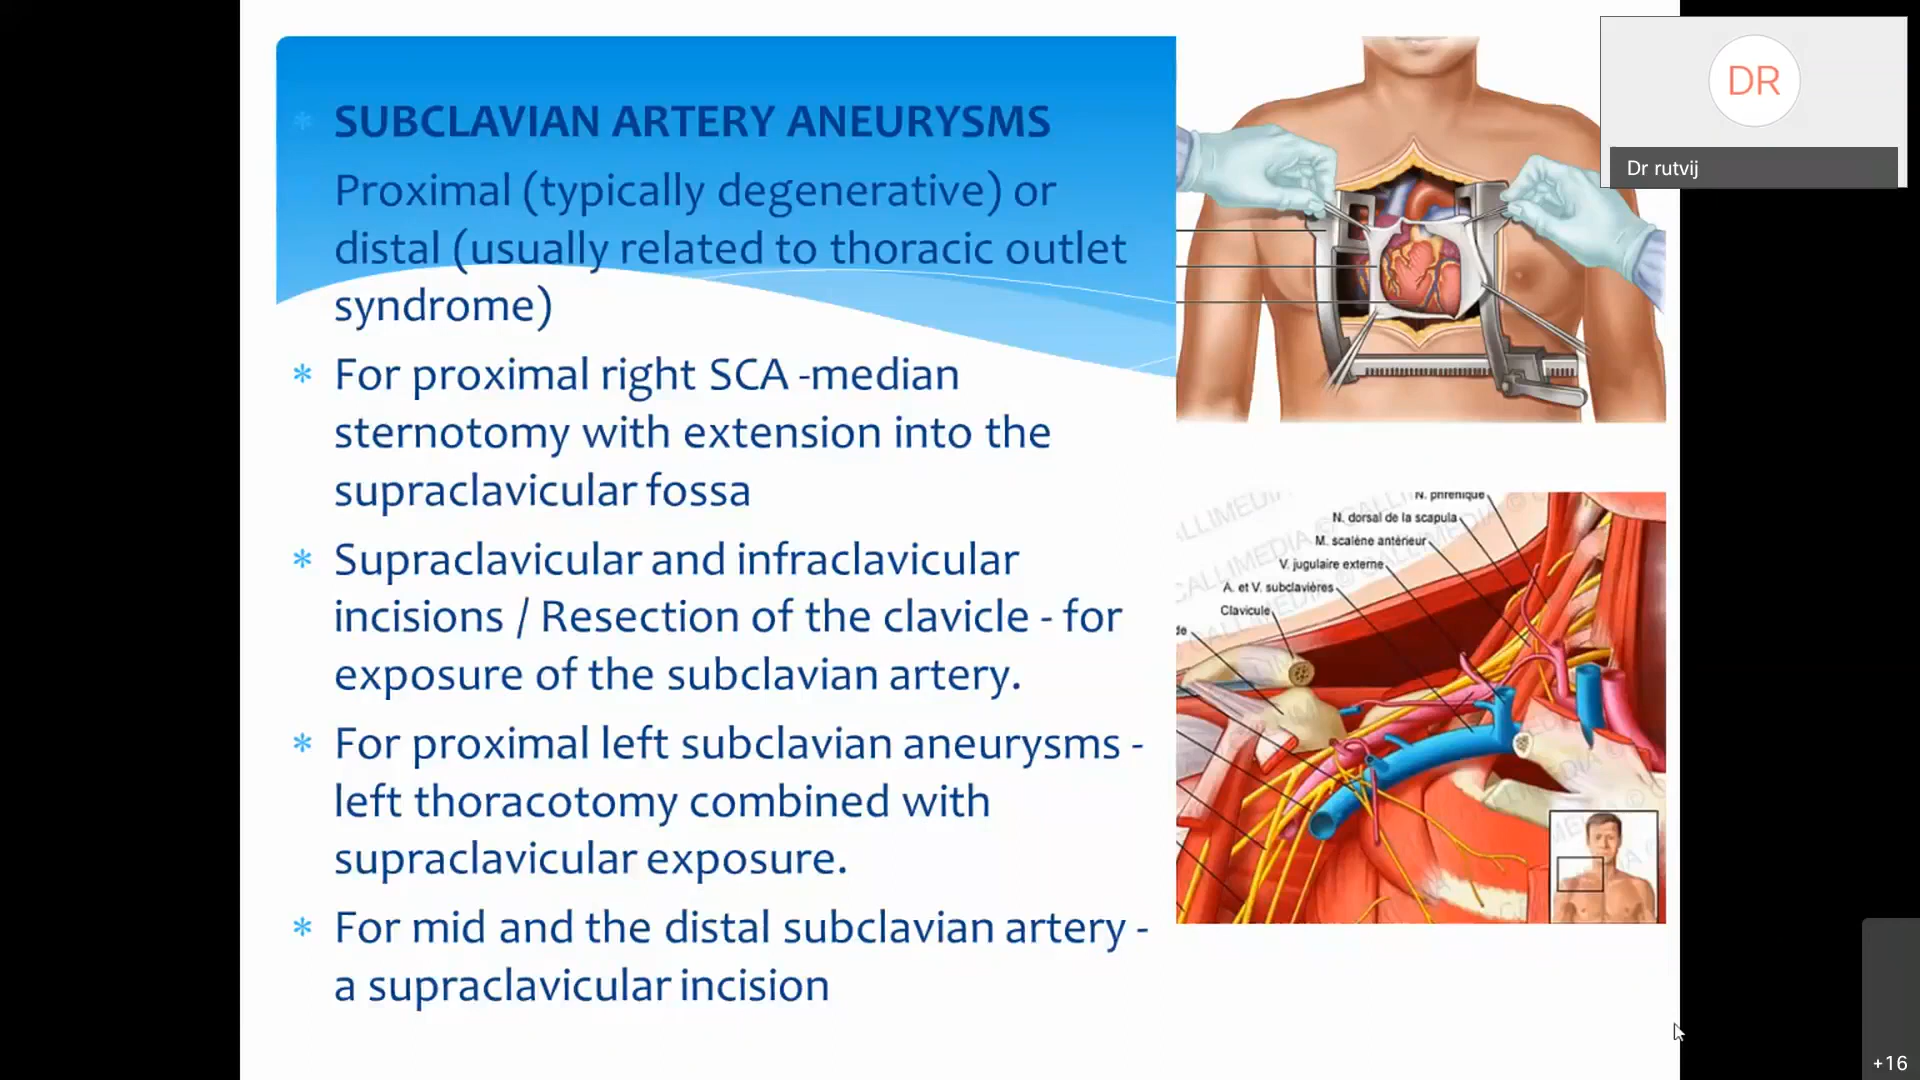 SUBCLAVIAN ARTERY ANEURYSMS
Proximal (typically degenerative) or
distal (usually related to thoracic outlet
syndrome)
* For proximal right SCA -median
sternotomy with extension into the
supraclavicular fossa
* Supraclavicular and infraclavicular
incisions / Resection of the clavicle - for
exposure of the subclavian artery.
* For proximal left subclavian aneurysms -
left thoracotomy combined with
supraclavicular exposure.
* For mid and the distal subclavian artery -
a supraclavicular incision
DR
Dr rutvij
N. phrénique
N. dorsal de la scapula
M. scalène antérieur
V. jugulaire externe
A. et V. subclavières
Clavicule
de
CALLIMEDIA ©
+16